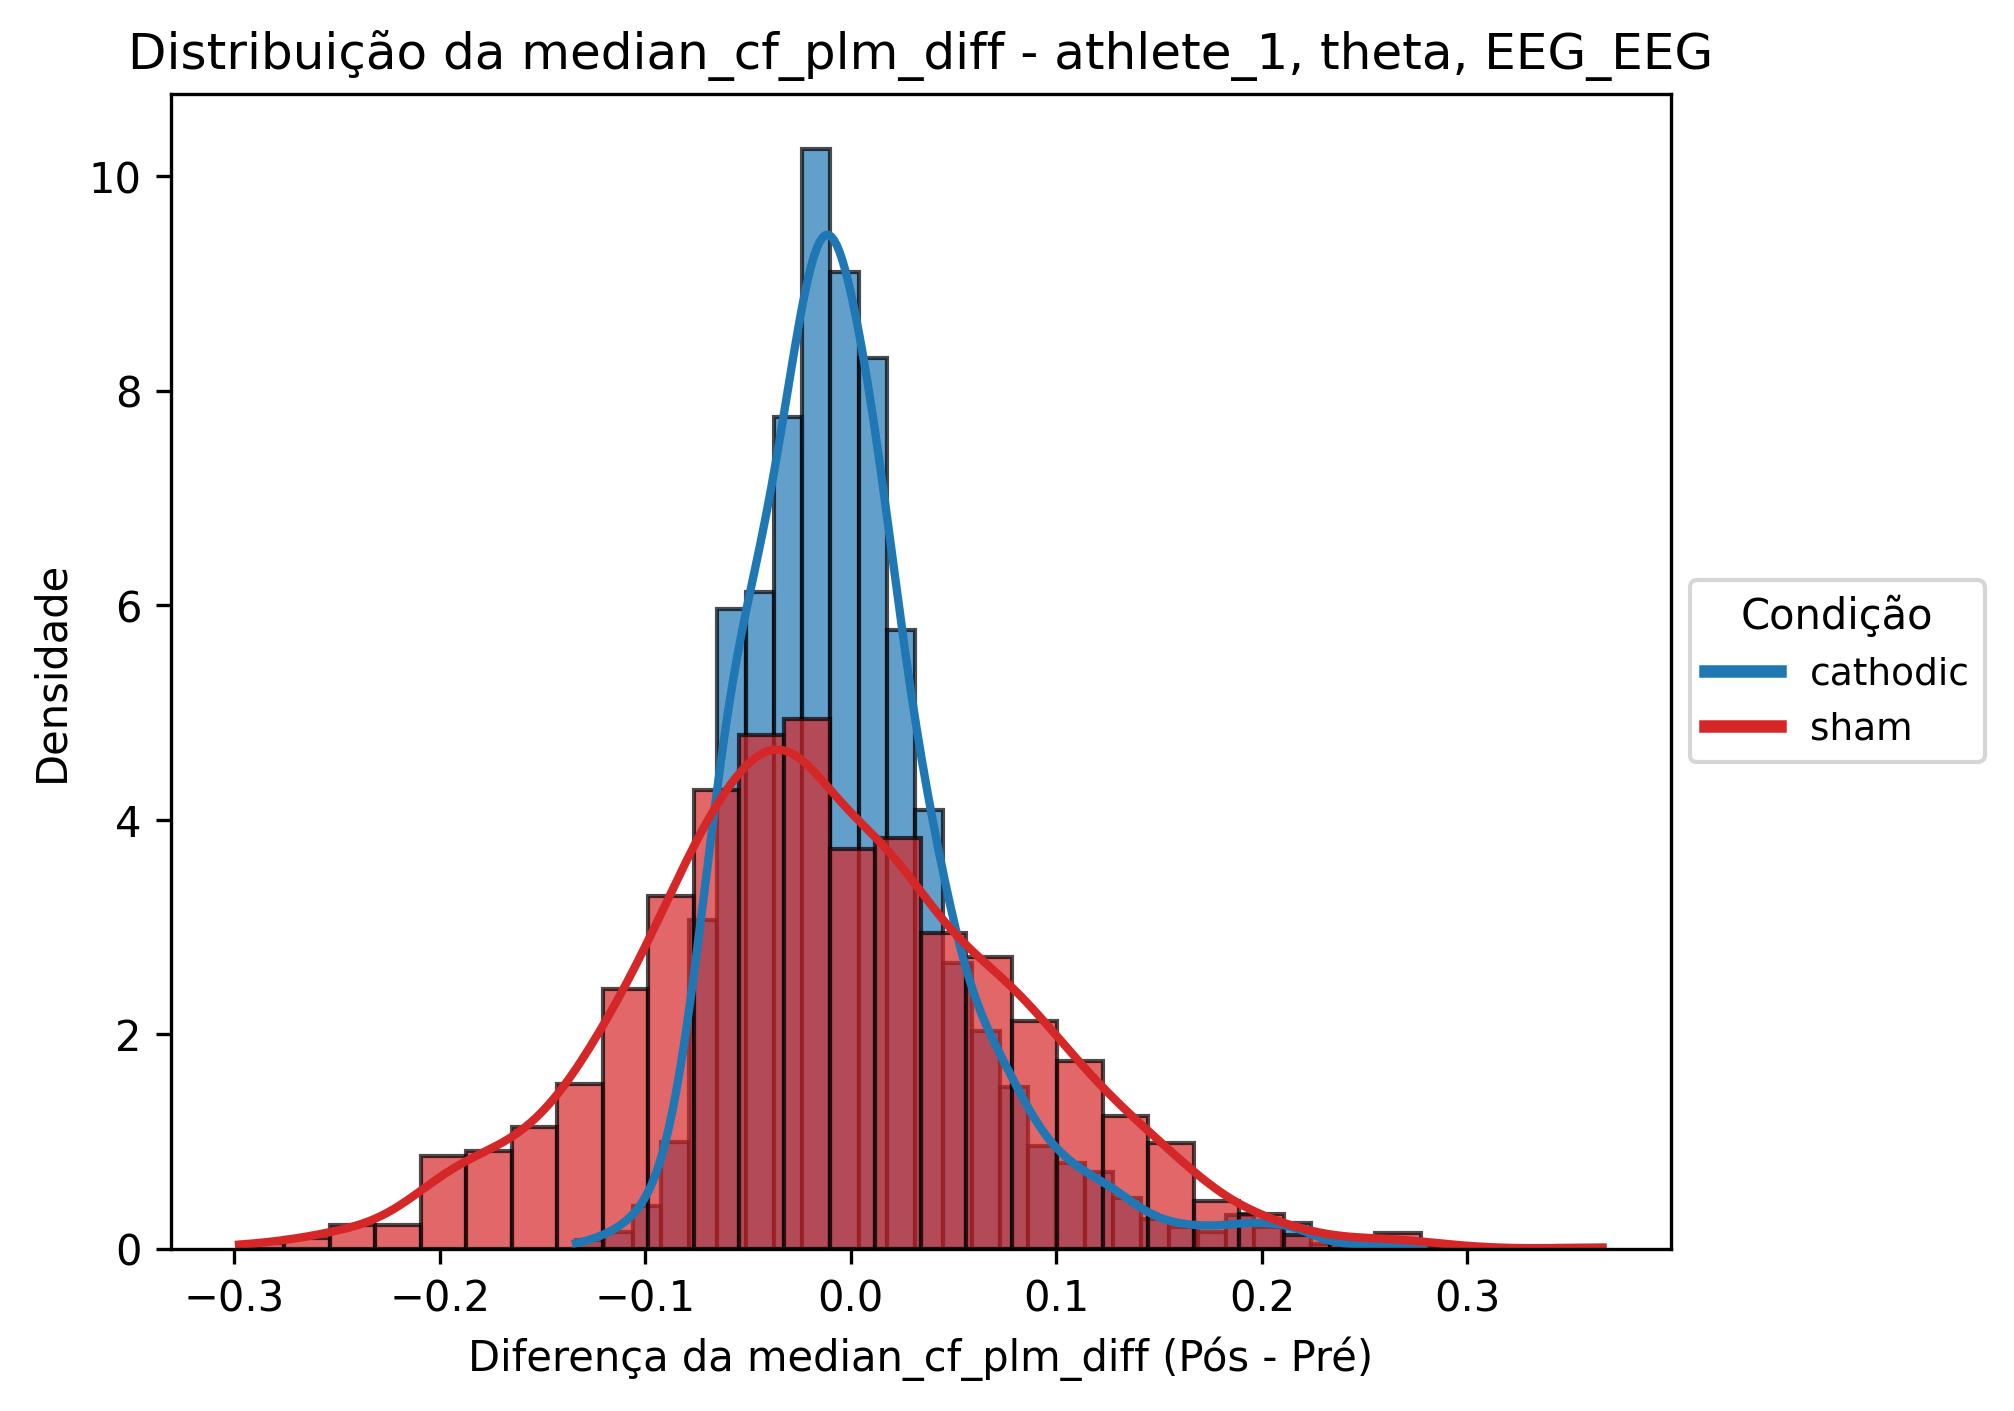 Distribuição da median_cf_plm_diff - athlete_1, theta, EEG_EEG
Densidade
10
8
6
4
2
0
−0.3 −0.2 −0.1 0.0 0.1 0.2 0.3
Diferença da median_cf_plm_diff (Pós - Pré)
Condição
cathodic
sham